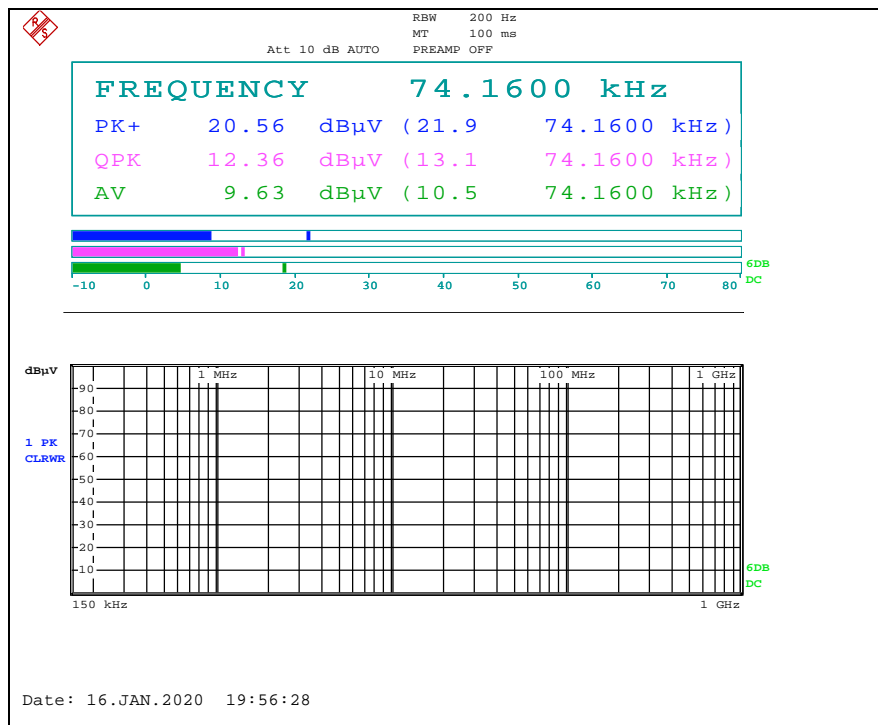 R S
RBW 200 Hz
MT 100 ms
Att 10 dB AUTO PREAMP OFF
FREQUENCY 74.1600 kHz
PK+ 20.56 dBµV (21.9 74.1600 kHz)
QPK 12.36 dBµV (13.1 74.1600 kHz)
AV 9.63 dBµV (10.5 74.1600 kHz)
6DB
DC
-10 0 10 20 30 40 50 60 70 80
dBµV
1 MHz 10 MHz 100 MHz 1 GHz
90
80
70
1 PK
CLRWR
60
50
40
30
20
10
6DB
DC
150 kHz 1 GHz
Date: 16.JAN.2020 19:56:28